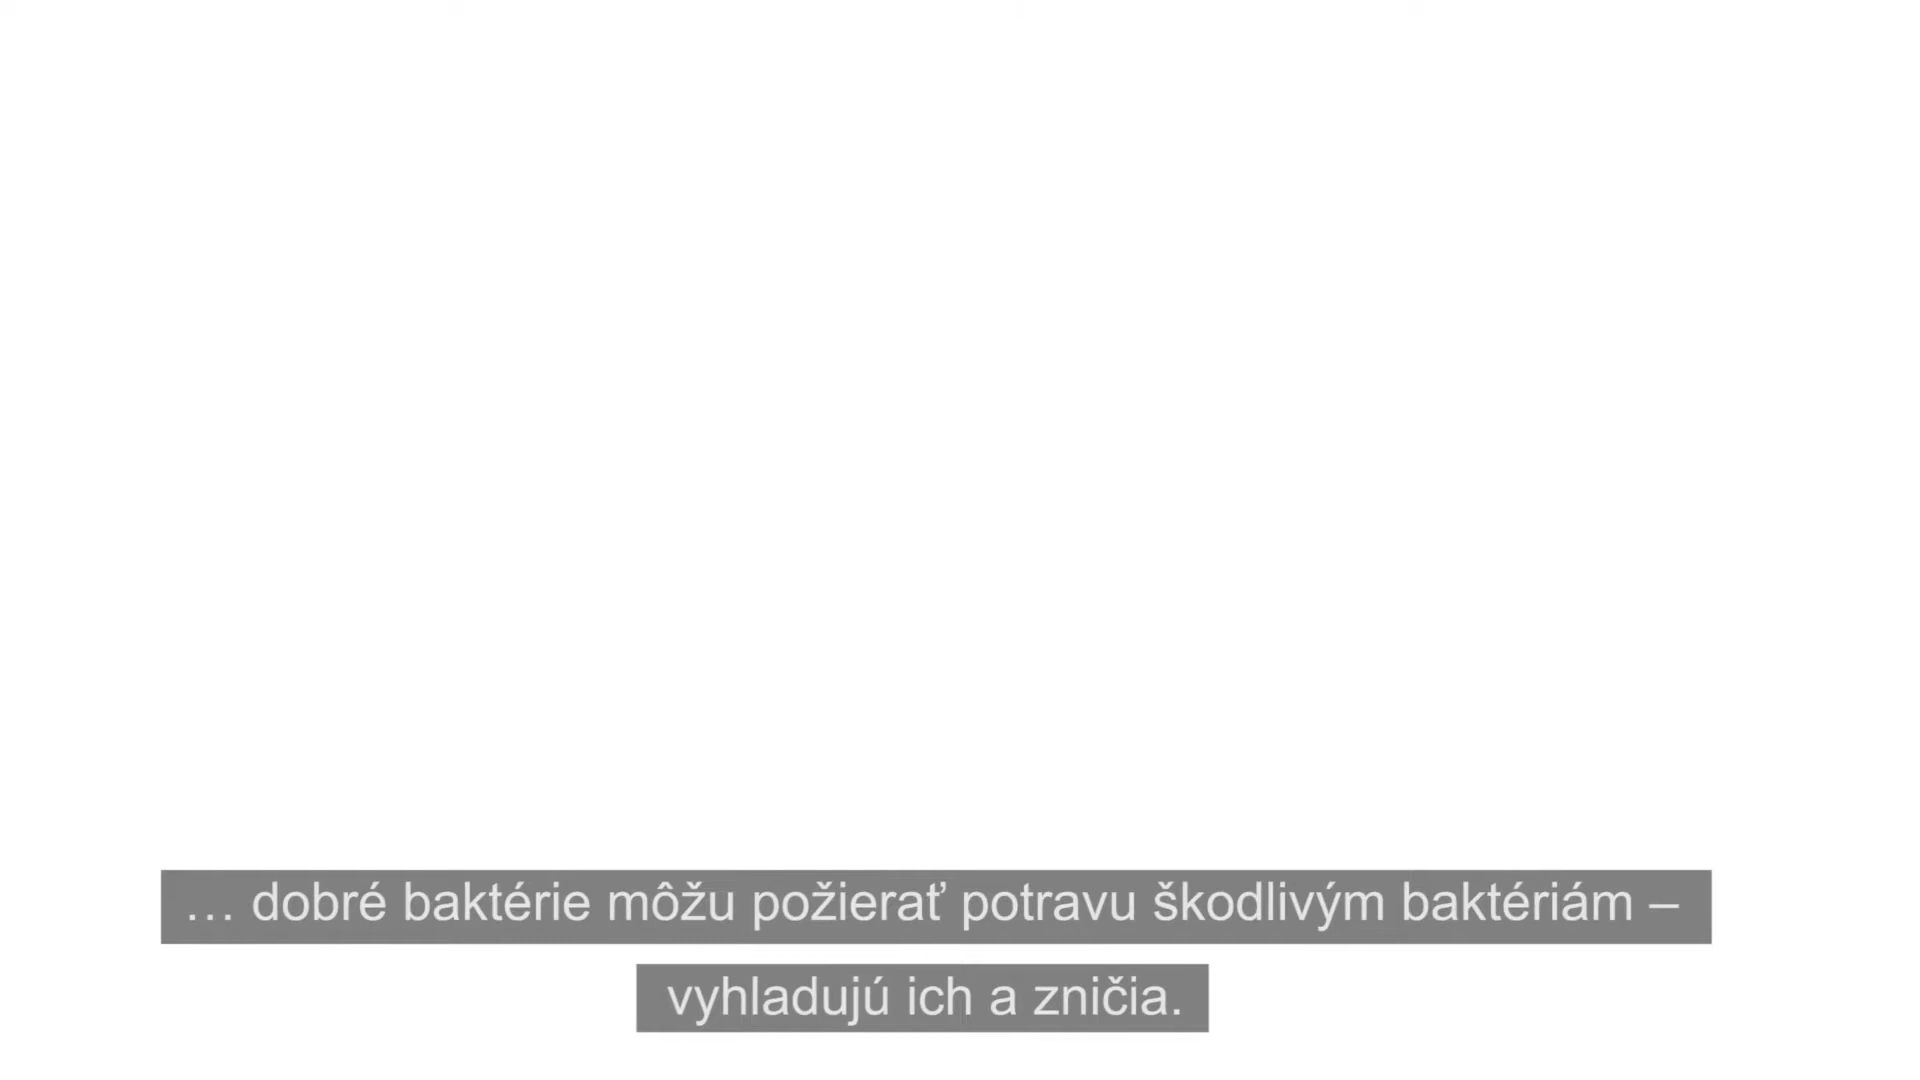 … dobré baktérie môžu požierať potravu škodlivým baktériám –
vyhladujú ich a zničia.